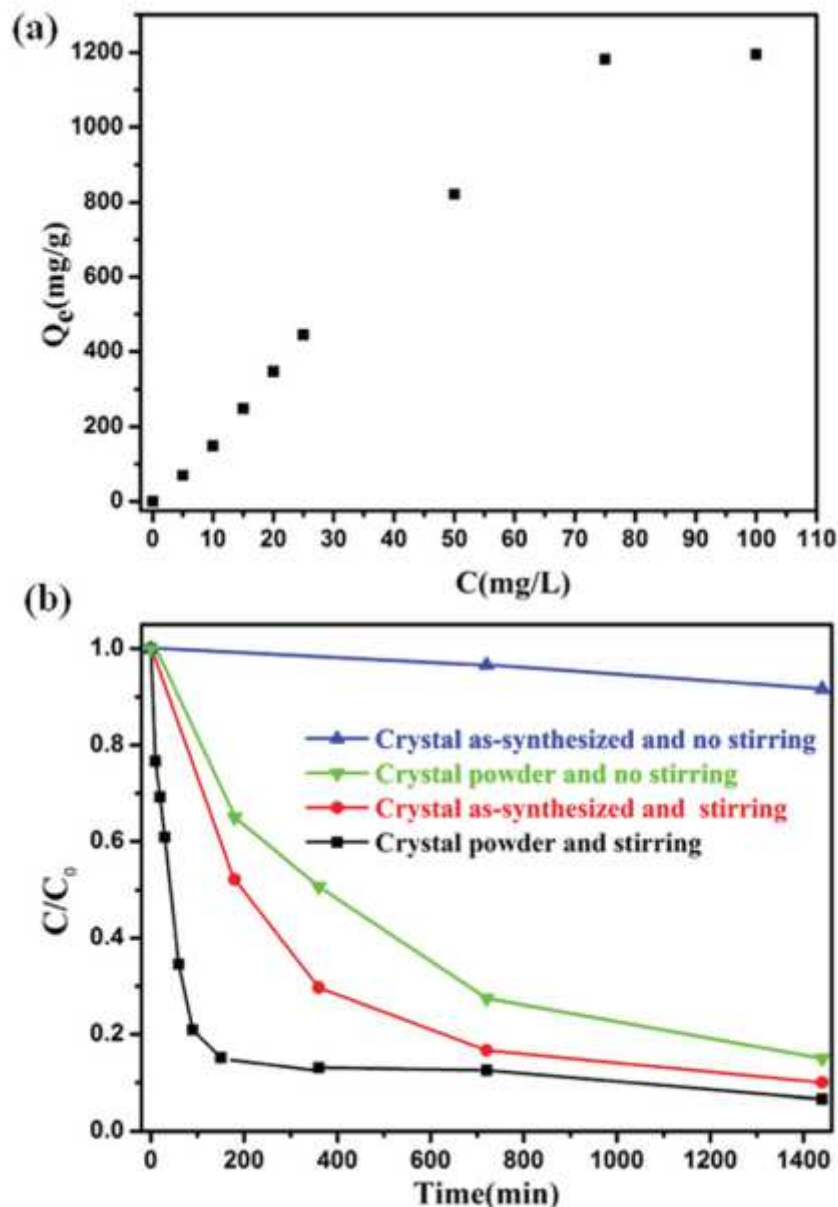 (a)
1200
1000
800
600
400
200
0
Qe(mg/g)
0 10 20 30 40 50 60 70 80 90 100 110
C(mg/L)
(b)
1.0
0.8
0.6
0.4
0.2
0.0
C/C0
Crystal as-synthesized and no stirring
Crystal powder and no stirring
Crystal as-synthesized and stirring
Crystal powder and stirring
0 200 400 600 800 1000 1200 1400
Time(min)